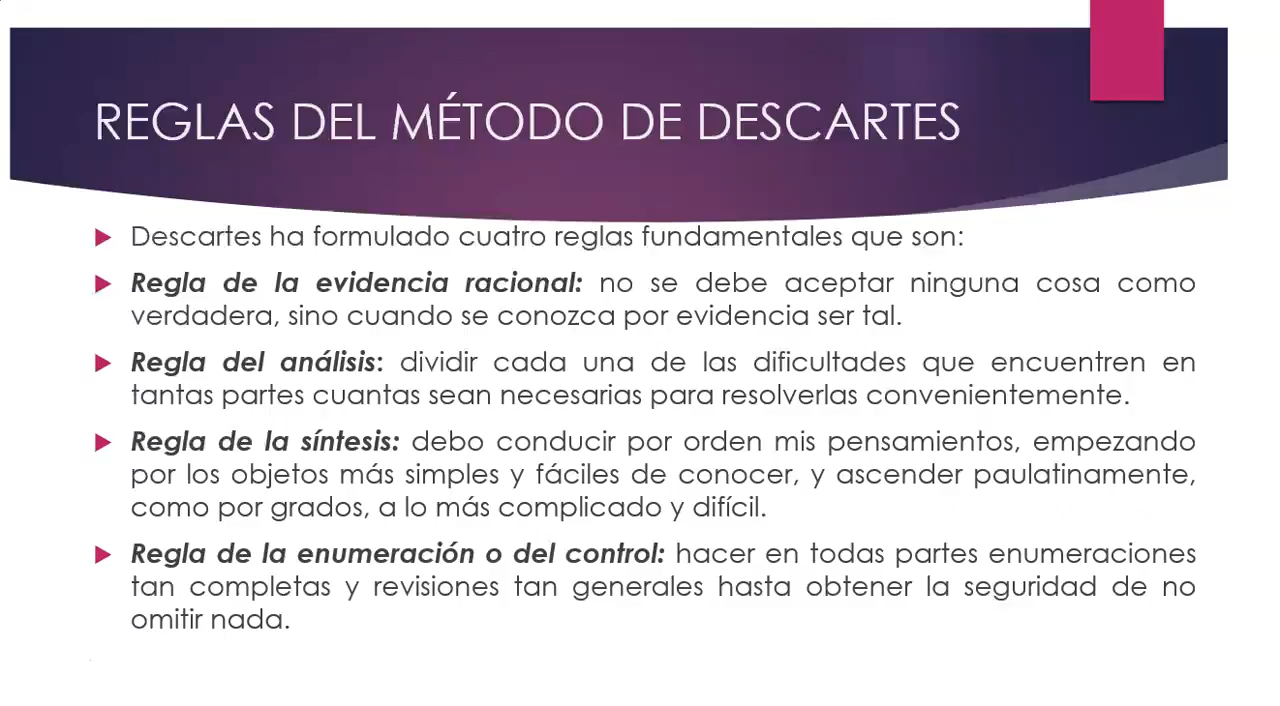 REGLAS DEL MÉTODO DE DESCARTES
Descartes ha formulado cuatro reglas fundamentales que son:
Regla de la evidencia racional: no se debe aceptar ninguna cosa como
verdadera, sino cuando se conozca por evidencia ser tal.
Regla del análisis: dividir cada una de las dificultades que encuentren en
tantas partes cuantas sean necesarias para resolverlas convenientemente.
Regla de la síntesis: debo conducir por orden mis pensamientos, empezando
por los objetos más simples y fáciles de conocer, y ascender paulatinamente,
como por grados, a lo más complicado y difícil.
Regla de la enumeración o del control: hacer en todas partes enumeraciones
tan completas y revisiones tan generales hasta obtener la seguridad de no
omitir nada.